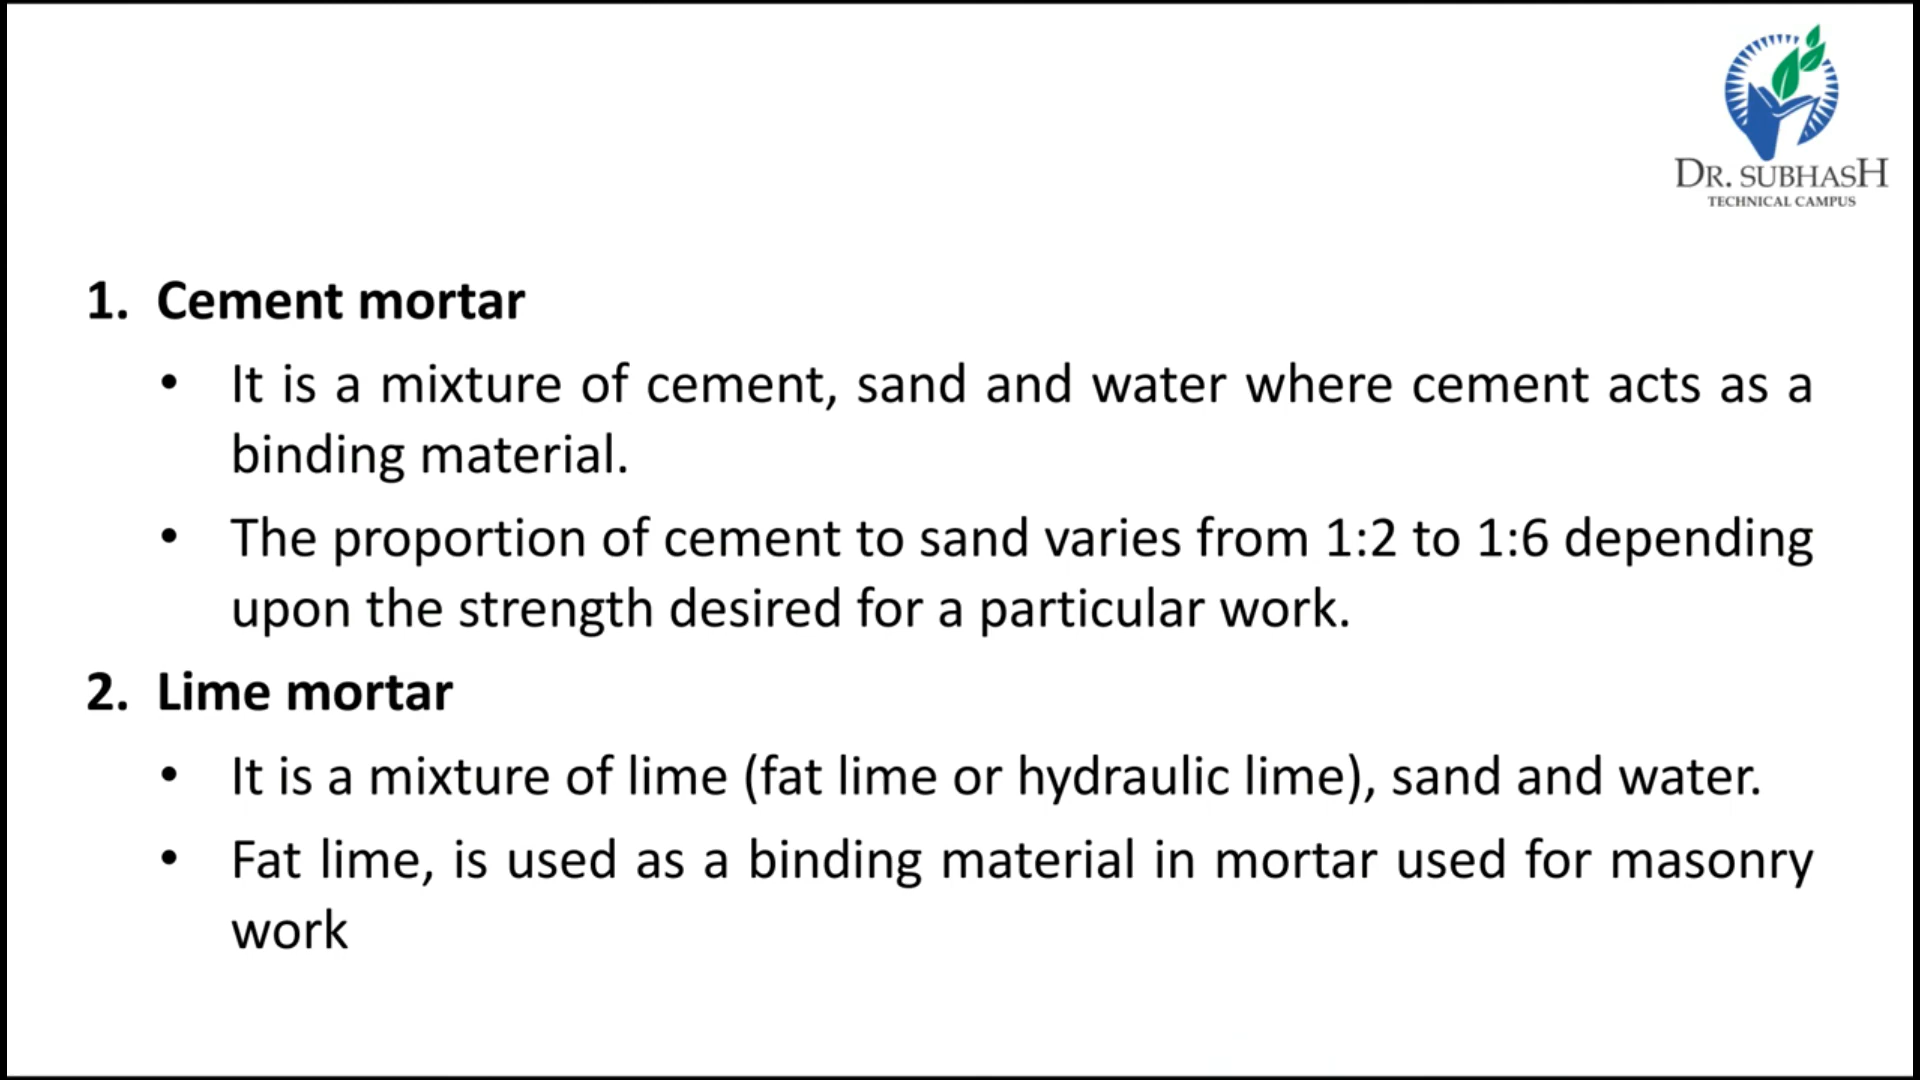 DR. SUBHASH
TECHNICAL CAMPUS
1. Cement mortar
• It is a mixture of cement, sand and water where cement acts as a
binding material.
• The proportion of cement to sand varies from 1:2 to 1:6 depending
upon the strength desired for a particular work.
2. Lime mortar
• It is a mixture of lime (fat lime or hydraulic lime), sand and water.
• Fat lime, is used as a binding material in mortar used for masonry
work